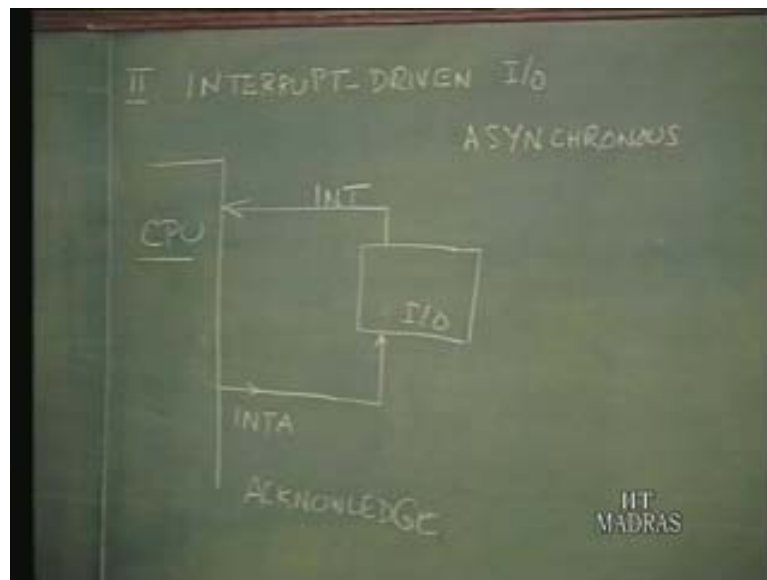 II INTERRUPT-DRIVEN I/O
ASYNCHRONOUS
INT
CPU
I/O
INTA
ACKNOWLEDGE
IIT
MADRAS